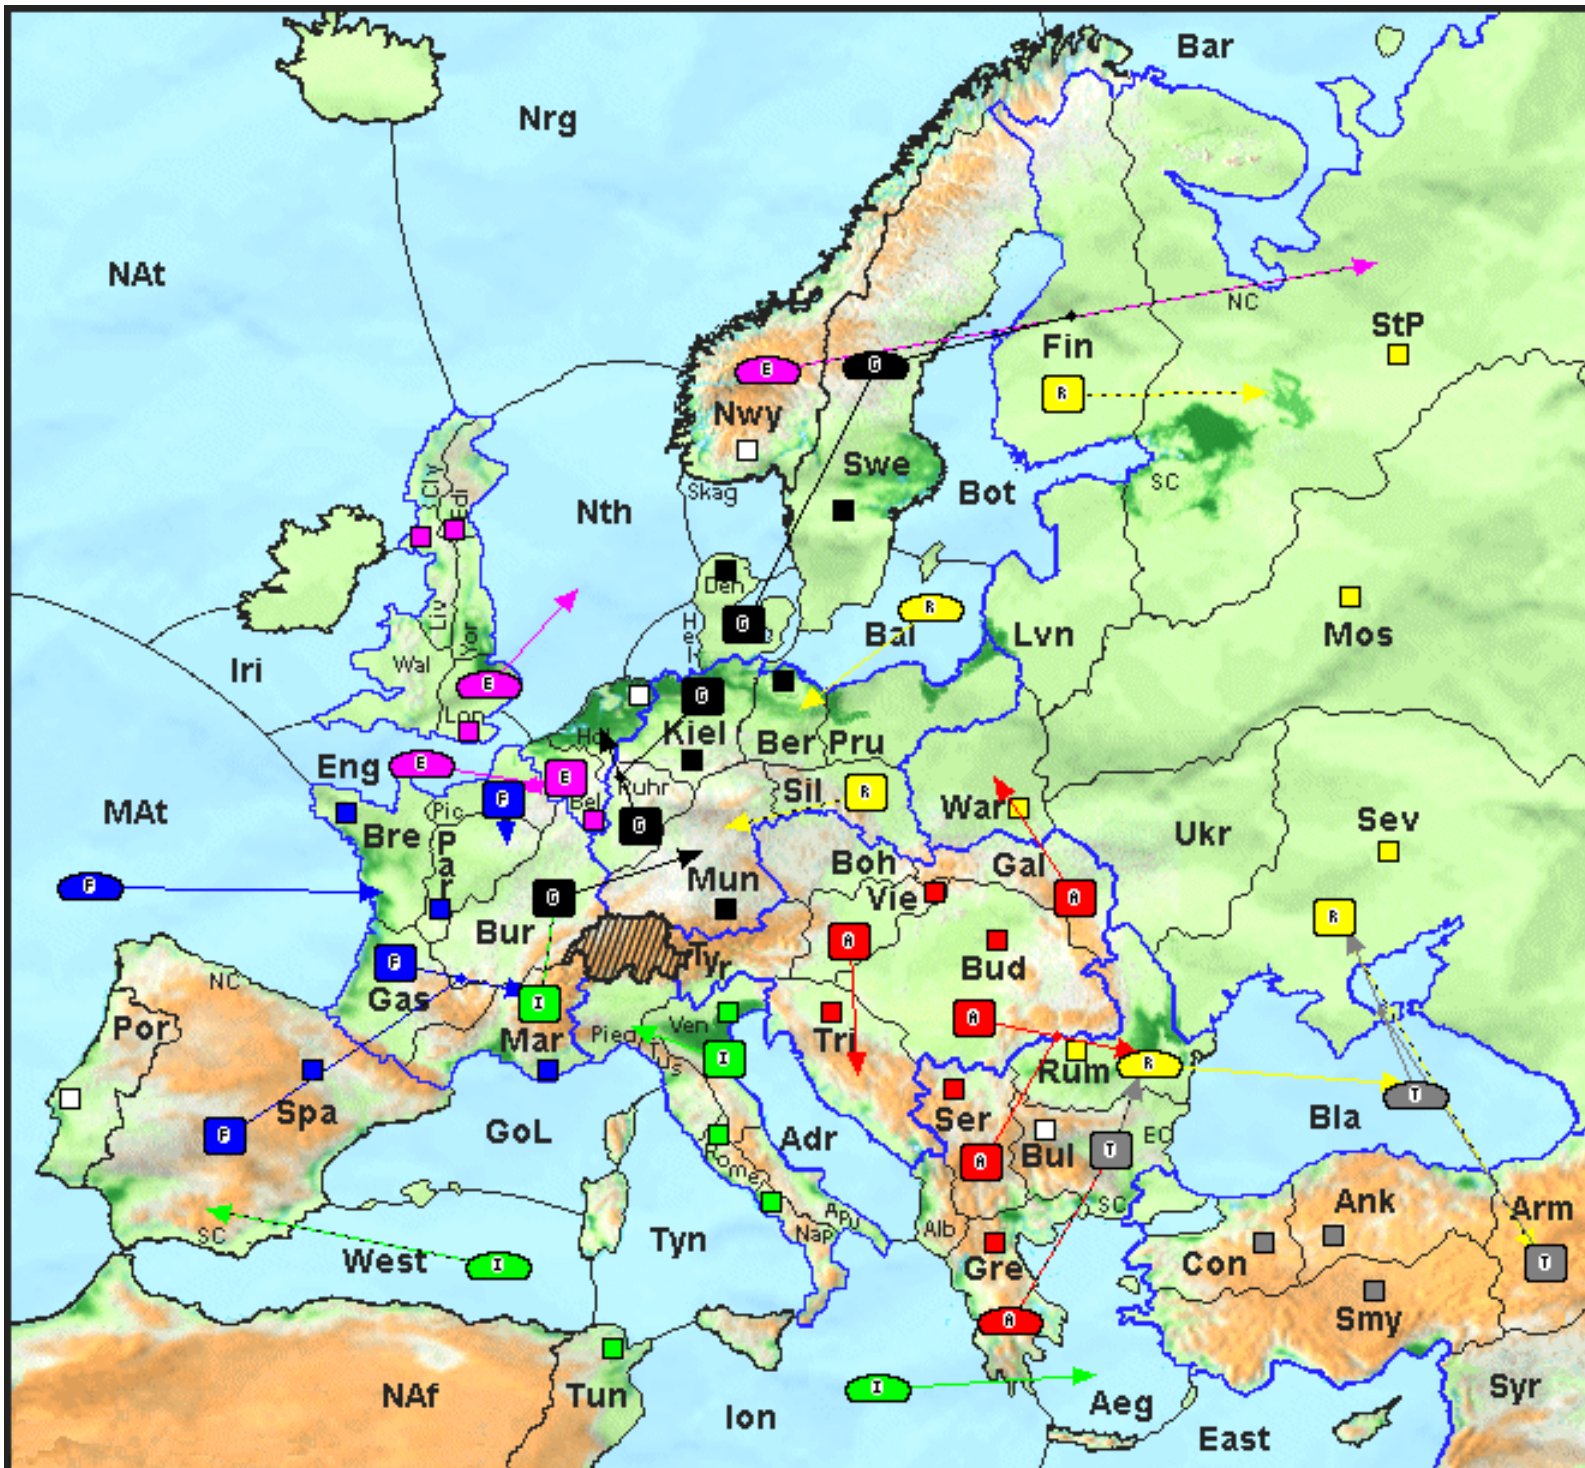 Bar
Nrg
NAt
NC
StP
Fin
E
G
R
Nwy
Swe
Skag
Bot
SC
Nth
Cly
Edi
Den
R
Mos
Lvn
Bal
G
Hel
Liv
Yor
Wal
Iri
E
Lon
G
Hol
Kiel
Ber
Pru
Eng
E
E
F
Bel
Ruhr
Sil
R
War
MAt
Pic
Bre
Par
G
Boh
Gal
Ukr
Sev
F
Mun
Vie
A
G
Bur
R
A
Bud
F
Gas
Tyr
NC
Por
I
Mar
Pied
Ven
Tri
A
I
Tus
Rum
R
T
Spa
F
GoL
Ser
Bla
Adr
Bul
T
EC
A
Rome
Ank
Arm
SC
Apu
Nap
Alb
SC
West
I
Tyn
Gre
Con
T
A
Smy
NAf
Tun
I
Ion
Aeg
East
Syr